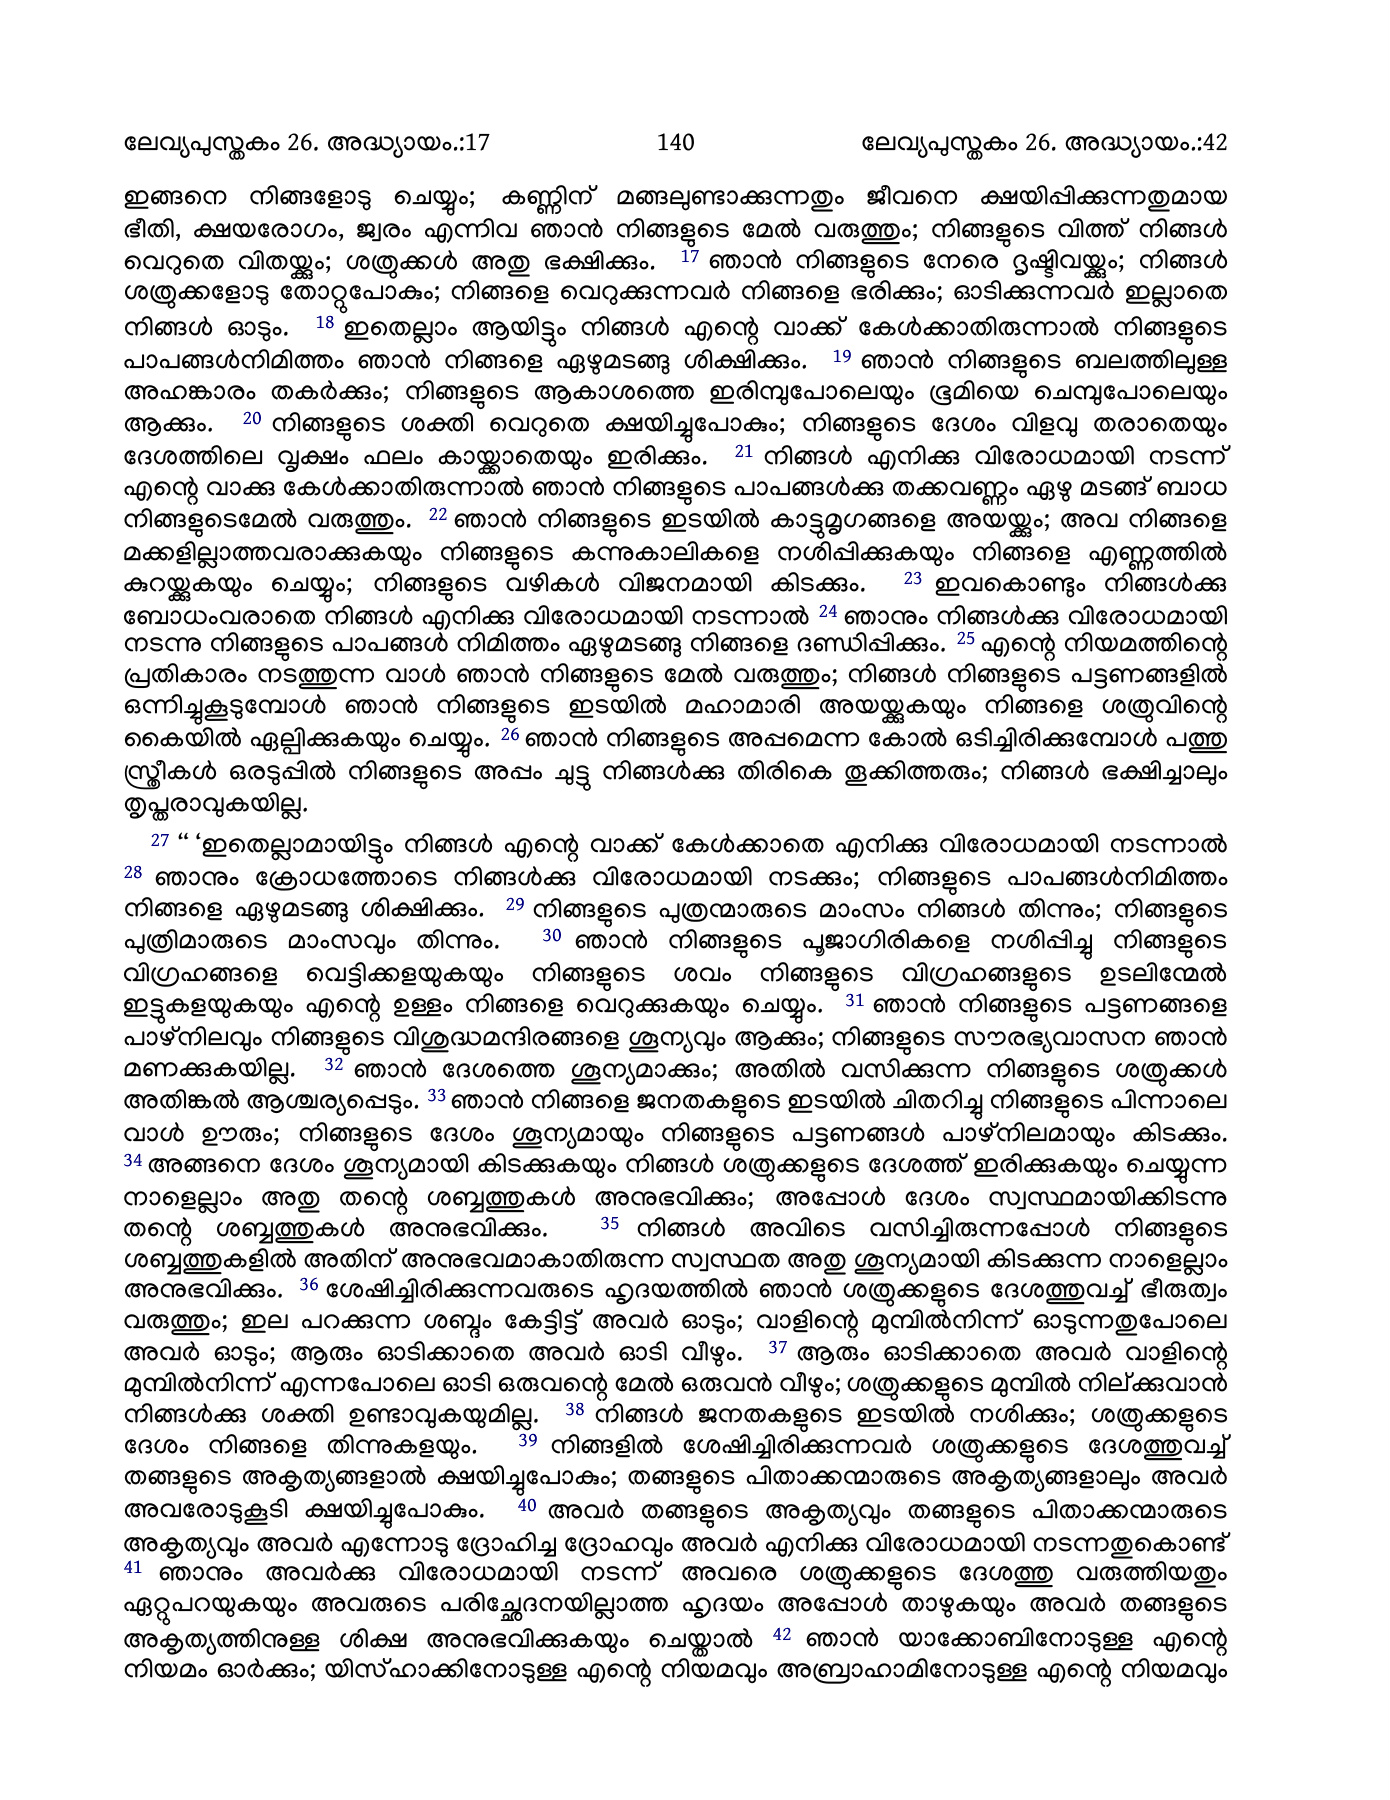 ലേവ്യപുസ്തകം 26. അദ്ധ്യായം.:17 140 ലേവ്യപുസ്തകം 26. അദ്ധ്യായം.:42
ഇങ്ങനെ നിങ്ങളോടു ചെയ്യും; കണ്ണിന് മങ്ങലുണ്ടാക്കുന്നതും ജീവനെ ക്ഷയിപ്പിക്കുന്നതുമായ
ഭീതി, ക്ഷയരോഗം, ജ്വരം എന്നിവ ഞാൻ നിങ്ങളുടെ മേൽ വരുത്തും; നിങ്ങളുടെ വിത്ത് നിങ്ങൾ
വെറുതെ വിതയ്ക്കും; ശത്രുക്കൾ അതു ഭക്ഷിക്കും. 17 ഞാൻ നിങ്ങളുടെ നേരെ ദൃഷ്ടിവയ്ക്കും; നിങ്ങൾ
ശത്രുക്കളോടു തോറ്റുപോകും; നിങ്ങളെ വെറുക്കുന്നവർ നിങ്ങളെ ഭരിക്കും; ഓടിക്കുന്നവർ ഇല്ലാതെ
നിങ്ങൾ ഓടും. 18 ഇതെല്ലാം ആയിട്ടും നിങ്ങൾ എന്റെ വാക്ക് കേൾക്കാതിരുന്നാൽ നിങ്ങളുടെ
പാപങ്ങൾനിമിത്തം ഞാൻ നിങ്ങളെ ഏഴുമടങ്ങു ശിക്ഷിക്കും. 19 ഞാൻ നിങ്ങളുടെ ബലത്തിലുള്ള
അഹങ്കാരം തകർക്കും; നിങ്ങളുടെ ആകാശത്തെ ഇരിമ്പുപോലെയും ഭൂമിയെ ചെമ്പുപോലെയും
ആക്കും. 20 നിങ്ങളുടെ ശക്തി വെറുതെ ക്ഷയിച്ചുപോകും; നിങ്ങളുടെ ദേശം വിളവു തരാതെയും
ദേശത്തിലെ വൃക്ഷം ഫലം കായ്ക്കാതെയും ഇരിക്കും. 21 നിങ്ങൾ എനിക്കു വിരോധമായി നടന്ന്
എന്റെ വാക്കു കേൾക്കാതിരുന്നാൽ ഞാൻ നിങ്ങളുടെ പാപങ്ങൾക്കു തക്കവണ്ണം ഏഴു മടങ്ങ് ബാധ
നിങ്ങളുടെമേൽ വരുത്തും. 22 ഞാൻ നിങ്ങളുടെ ഇടയിൽ കാട്ടുമൃഗങ്ങളെ അയയ്ക്കും; അവ നിങ്ങളെ
മക്കളില്ലാത്തവരാക്കുകയും നിങ്ങളുടെ കന്നുകാലികളെ നശിപ്പിക്കുകയും നിങ്ങളെ എണ്ണത്തിൽ
കുറയ്ക്കുകയും ചെയ്യും; നിങ്ങളുടെ വഴികൾ വിജനമായി കിടക്കും. 23 ഇവകൊണ്ടും നിങ്ങൾക്കു
ബോധംവരാതെ നിങ്ങൾ എനിക്കു വിരോധമായി നടന്നാൽ 24 ഞാനും നിങ്ങൾക്കു വിരോധമായി
നടന്നു നിങ്ങളുടെ പാപങ്ങൾ നിമിത്തം ഏഴുമടങ്ങു നിങ്ങളെ ദണ്ഡിപ്പിക്കും. 25 എന്റെ നിയമത്തിന്റെ
പ്രതികാരം നടത്തുന്ന വാൾ ഞാൻ നിങ്ങളുടെ മേൽ വരുത്തും; നിങ്ങൾ നിങ്ങളുടെ പട്ടണങ്ങളിൽ
ഒന്നിച്ചുകൂടുമ്പോൾ ഞാൻ നിങ്ങളുടെ ഇടയിൽ മഹാമാരി അയയ്ക്കുകയും നിങ്ങളെ ശത്രുവിന്റെ
കൈയിൽ ഏല്പിക്കുകയും ചെയ്യും. 26 ഞാൻ നിങ്ങളുടെ അപ്പമെന്ന കോൽ ഒടിച്ചിരിക്കുമ്പോൾ പത്തു
സ്ത്രീകൾ ഒരടുപ്പിൽ നിങ്ങളുടെ അപ്പം ചുട്ടു നിങ്ങൾക്കു തിരികെ തൂക്കിത്തരും; നിങ്ങൾ ഭക്ഷിച്ചാലും
തൃപ്തരാവുകയില്ല.
27 “ ‘ഇതെല്ലാമായിട്ടും നിങ്ങൾ എന്റെ വാക്ക് കേൾക്കാതെ എനിക്കു വിരോധമായി നടന്നാൽ
28 ഞാനും ക്രോധത്തോടെ നിങ്ങൾക്കു വിരോധമായി നടക്കും; നിങ്ങളുടെ പാപങ്ങൾനിമിത്തം
നിങ്ങളെ ഏഴുമടങ്ങു ശിക്ഷിക്കും. 29 നിങ്ങളുടെ പുത്രന്മാരുടെ മാംസം നിങ്ങൾ തിന്നും; നിങ്ങളുടെ
പുത്രിമാരുടെ മാംസവും തിന്നും. 30 ഞാൻ നിങ്ങളുടെ പൂജാഗിരികളെ നശിപ്പിച്ചു നിങ്ങളുടെ
വിഗ്രഹങ്ങളെ വെട്ടിക്കളയുകയും നിങ്ങളുടെ ശവം നിങ്ങളുടെ വിഗ്രഹങ്ങളുടെ ഉടലിന്മേൽ
ഇട്ടുകളയുകയും എന്റെ ഉള്ളം നിങ്ങളെ വെറുക്കുകയും ചെയ്യും. 31 ഞാൻ നിങ്ങളുടെ പട്ടണങ്ങളെ
പാഴ്‌നിലവും നിങ്ങളുടെ വിശുദ്ധമന്ദിരങ്ങളെ ശൂന്യവും ആക്കും; നിങ്ങളുടെ സൗരഭ്യവാസന ഞാൻ
മണക്കുകയില്ല. 32 ഞാൻ ദേശത്തെ ശൂന്യമാക്കും; അതിൽ വസിക്കുന്ന നിങ്ങളുടെ ശത്രുക്കൾ
അതിങ്കൽ ആശ്ചര്യപ്പെടും. 33 ഞാൻ നിങ്ങളെ ജനതകളുടെ ഇടയിൽ ചിതറിച്ചു നിങ്ങളുടെ പിന്നാലെ
വാൾ ഊരും; നിങ്ങളുടെ ദേശം ശൂന്യമായും നിങ്ങളുടെ പട്ടണങ്ങൾ പാഴ്‌നിലമായും കിടക്കും.
34 അങ്ങനെ ദേശം ശൂന്യമായി കിടക്കുകയും നിങ്ങൾ ശത്രുക്കളുടെ ദേശത്ത് ഇരിക്കുകയും ചെയ്യുന്ന
നാളെല്ലാം അതു തന്റെ ശബ്ബത്തുകൾ അനുഭവിക്കും; അപ്പോൾ ദേശം സ്വസ്ഥമായിക്കിടന്നു
തന്റെ ശബ്ബത്തുകൾ അനുഭവിക്കും. 35 നിങ്ങൾ അവിടെ വസിച്ചിരുന്നപ്പോൾ നിങ്ങളുടെ
ശബ്ബത്തുകളിൽ അതിന് അനുഭവമാകാതിരുന്ന സ്വസ്ഥത അതു ശൂന്യമായി കിടക്കുന്ന നാളെല്ലാം
അനുഭവിക്കും. 36 ശേഷിച്ചിരിക്കുന്നവരുടെ ഹൃദയത്തിൽ ഞാൻ ശത്രുക്കളുടെ ദേശത്തുവച്ച് ഭീരുത്വം
വരുത്തും; ഇല പറക്കുന്ന ശബ്ദം കേട്ടിട്ട് അവർ ഓടും; വാളിന്റെ മുമ്പിൽനിന്ന് ഓടുന്നതുപോലെ
അവർ ഓടും; ആരും ഓടിക്കാതെ അവർ ഓടി വീഴും. 37 ആരും ഓടിക്കാതെ അവർ വാളിന്റെ
മുമ്പിൽനിന്ന് എന്നപോലെ ഓടി ഒരുവന്റെ മേൽ ഒരുവൻ വീഴും; ശത്രുക്കളുടെ മുമ്പിൽ നില്ക്കുവാൻ
നിങ്ങൾക്കു ശക്തി ഉണ്ടാവുകയുമില്ല. 38 നിങ്ങൾ ജനതകളുടെ ഇടയിൽ നശിക്കും; ശത്രുക്കളുടെ
ദേശം നിങ്ങളെ തിന്നുകളയും. 39 നിങ്ങളിൽ ശേഷിച്ചിരിക്കുന്നവർ ശത്രുക്കളുടെ ദേശത്തുവച്ച്
തങ്ങളുടെ അകൃത്യങ്ങളാൽ ക്ഷയിച്ചുപോകും; തങ്ങളുടെ പിതാക്കന്മാരുടെ അകൃത്യങ്ങളാലും അവർ
അവരോടുകൂടി ക്ഷയിച്ചുപോകും. 40 അവർ തങ്ങളുടെ അകൃത്യവും തങ്ങളുടെ പിതാക്കന്മാരുടെ
അകൃത്യവും അവർ എന്നോടു ദ്രോഹിച്ച ദ്രോഹവും അവർ എനിക്കു വിരോധമായി നടന്നതുകൊണ്ട്
41 ഞാനും അവർക്കു വിരോധമായി നടന്ന് അവരെ ശത്രുക്കളുടെ ദേശത്തു വരുത്തിയതും
ഏറ്റുപറയുകയും അവരുടെ പരിച്ഛേദനയില്ലാത്ത ഹൃദയം അപ്പോൾ താഴുകയും അവർ തങ്ങളുടെ
അകൃത്യത്തിനുള്ള ശിക്ഷ അനുഭവിക്കുകയും ചെയ്താൽ 42 ഞാൻ യാക്കോബിനോടുള്ള എന്റെ
നിയമം ഓർക്കും; യിസ്ഹാക്കിനോടുള്ള എന്റെ നിയമവും അബ്രാഹാമിനോടുള്ള എന്റെ നിയമവും